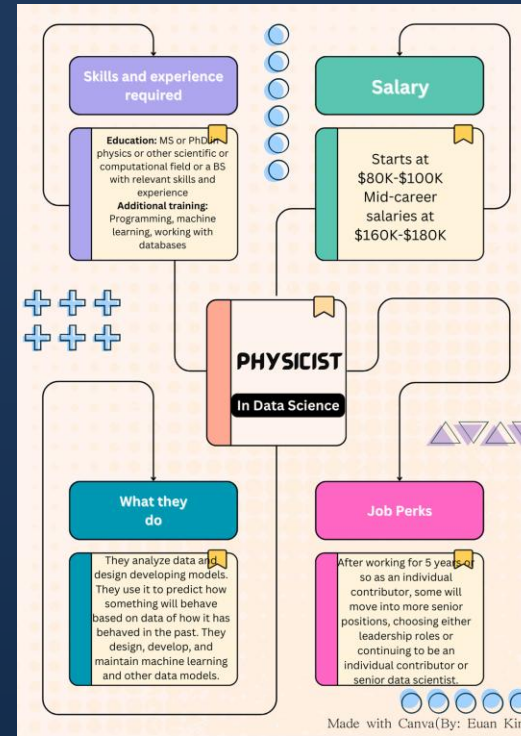 Skills and experience
required
Education: MS or PhD in
physics or other scientific or
computational field or a BS
with relevant skills and
experience
Additional training:
Programming, machine
learning, working with
databases
Salary
Starts at
$80K-$100K
Mid-career
salaries at
$160K-$180K
PHYSICIST
In Data Science
What they
do
They analyze data and
design developing models.
They use it to predict how
something will behave
based on data of how it has
behaved in the past. They
design, develop, and
maintain machine learning
and other data models.
Job Perks
After working for 5 years or
so as an individual
contributor, some will
move into more senior
positions, choosing either
leadership roles or
continuing to be an
individual contributor or
senior data scientist.
Made with Canva(By: Euan Kim